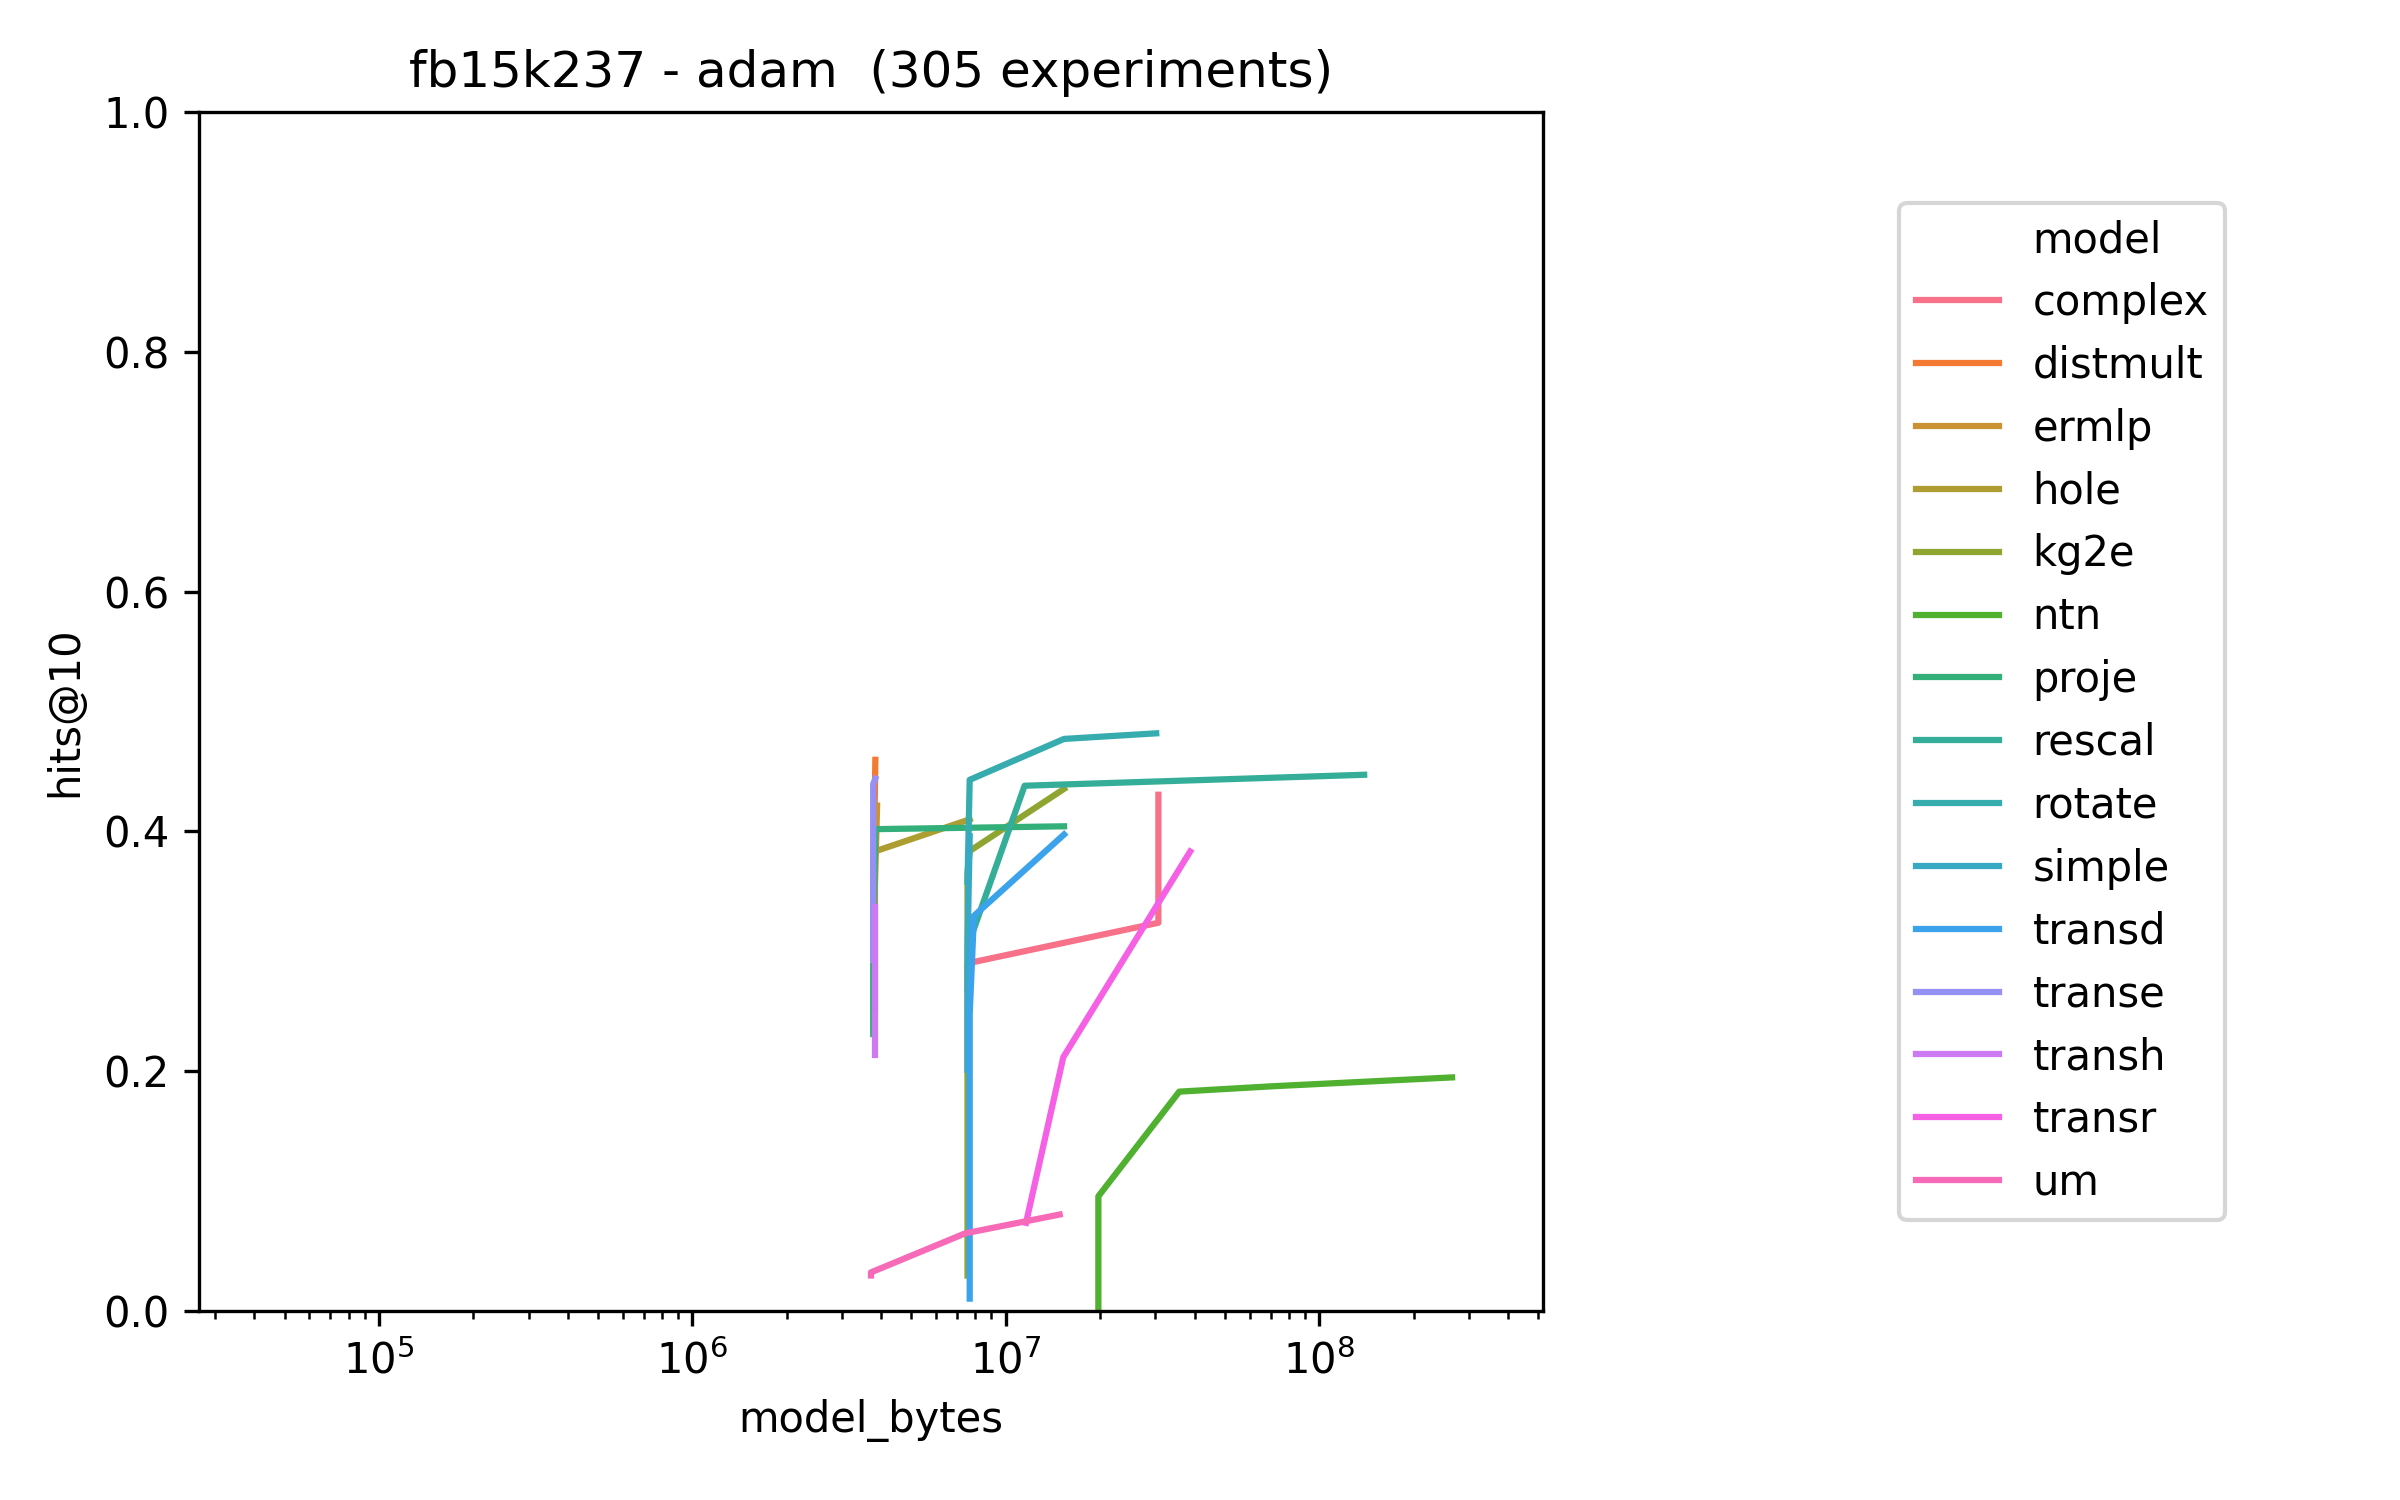 fb15k237 - adam  (305 experiments)
1.0
0.8
0.6
0.4
0.2
0.0
hits@10
10⁵ 10⁶ 10⁷ 10⁸
model_bytes
model
complex
distmult
ermlp
hole
kg2e
ntn
proje
rescal
rotate
simple
transd
transe
transh
transr
um